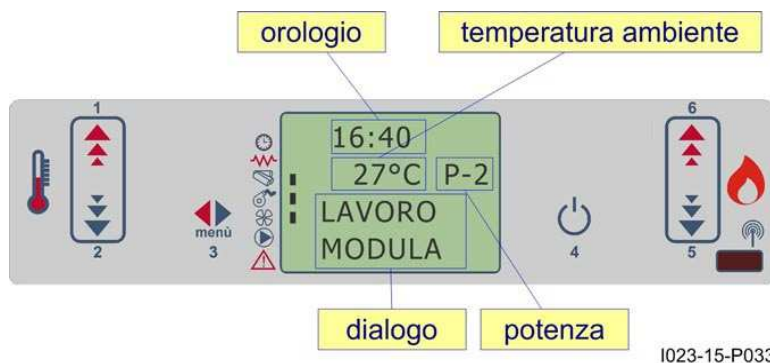 orologio
temperatura ambiente
1
6
16:40
27°C
P-2
LAVORO
MODULA
menù
2
3
4
5
dialogo
potenza
I023-15-P033